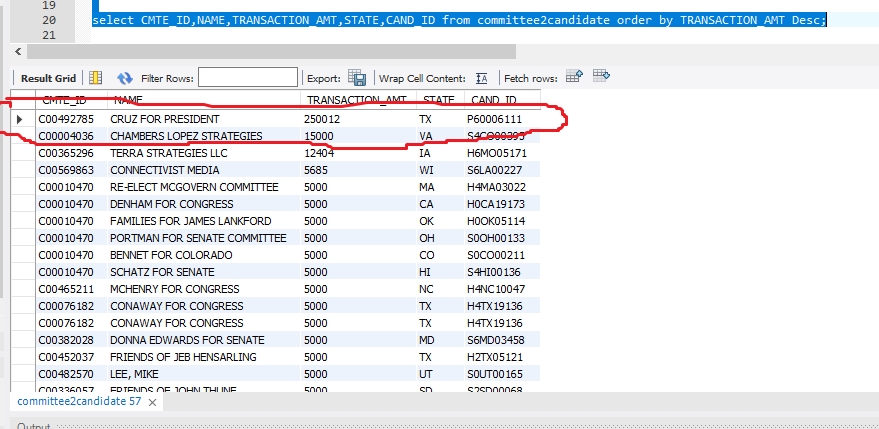 19
20 select CMTE_ID,NAME,TRANSACTION_AMT,STATE,CAND_ID from committee2candidate order by TRANSACTION_AMT Desc;
21
Result Grid Filter Rows: Export: Wrap Cell Content: Fetch rows:
CMTE_ID NAME TRANSACTION_AMT STATE CAND_ID
C00492785 CRUZ FOR PRESIDENT 250012 TX P60006111
C00004036 CHAMBERS LOPEZ STRATEGIES 15000 VA S4CO00395
C00365296 TERRA STRATEGIES LLC 12404 IA H6MO05171
C00569863 CONNECTIVIST MEDIA 5685 WI S6LA00227
C00010470 RE-ELECT MCGOVERN COMMITTEE 5000 MA H4MA03022
C00010470 DENHAM FOR CONGRESS 5000 CA H0CA19173
C00010470 FAMILIES FOR JAMES LANKFORD 5000 OK H0OK05114
C00010470 PORTMAN FOR SENATE COMMITTEE 5000 OH S0OH00133
C00010470 BENNET FOR COLORADO 5000 CO S0CO00211
C00010470 SCHATZ FOR SENATE 5000 HI S4HI00136
C00465211 MCHENRY FOR CONGRESS 5000 NC H4NC10047
C00076182 CONAWAY FOR CONGRESS 5000 TX H4TX19136
C00076182 CONAWAY FOR CONGRESS 5000 TX H4TX19136
C00382028 DONNA EDWARDS FOR SENATE 5000 MD S6MD03458
C00452037 FRIENDS OF JEB HENSARLING 5000 TX H2TX05121
C00482570 LEE, MIKE 5000 UT S0UT00165
C00336057 FRIENDS OF JOHN THUNE 5000 SD S2SD00068
committee2candidate 57
Output